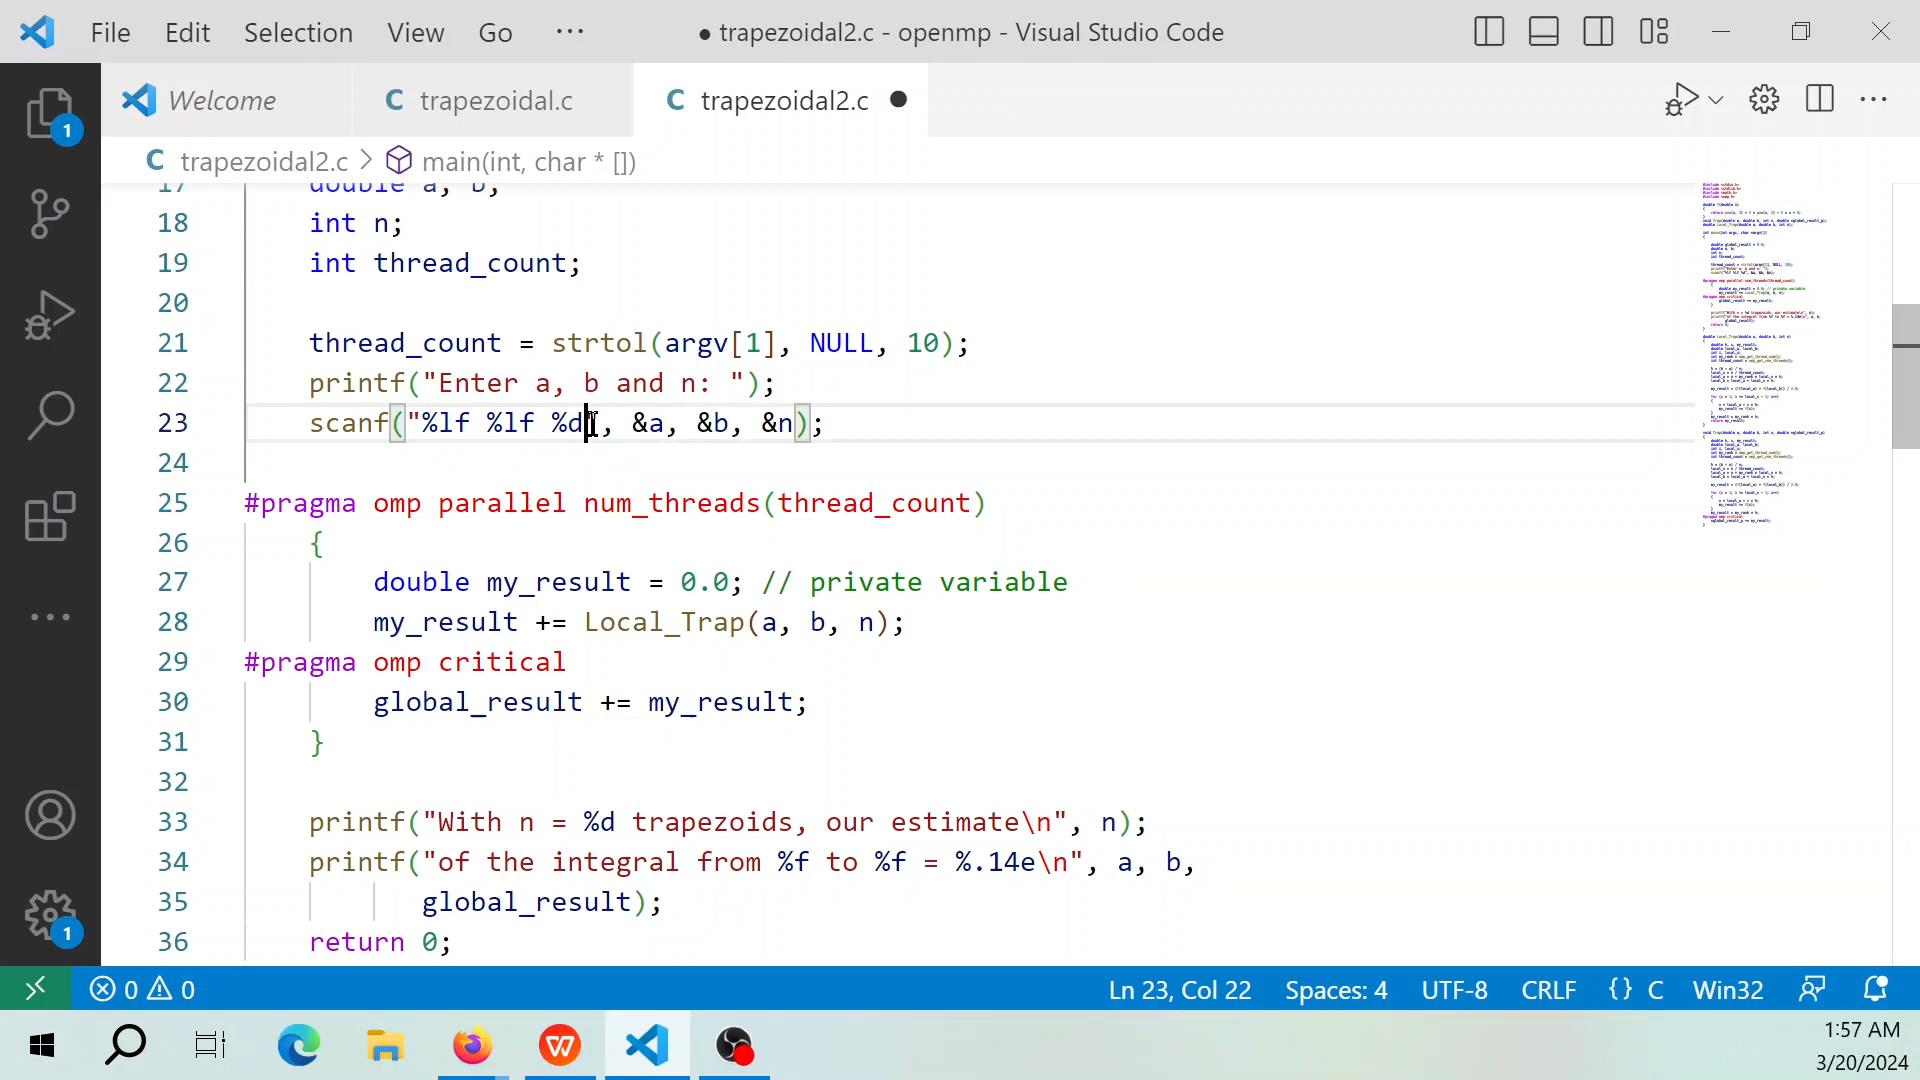 File Edit Selection View Go ··· ● trapezoidal2.c - openmp - Visual Studio Code
Welcome C trapezoidal.c C trapezoidal2.c ●
C trapezoidal2.c > main(int, char * [])
17 double a, b,
18 int n;
19 int thread_count;
20
21 thread_count = strtol(argv[1], NULL, 10);
22 printf("Enter a, b and n: ");
23 scanf("%lf %lf %d", &a, &b, &n);
24
25 #pragma omp parallel num_threads(thread_count)
26 {
27 double my_result = 0.0; // private variable
28 my_result += Local_Trap(a, b, n);
29 #pragma omp critical
30 global_result += my_result;
31 }
32
33 printf("With n = %d trapezoids, our estimate\n", n);
34 printf("of the integral from %f to %f = %.14e\n", a, b,
35 global_result);
36 return 0;
1
1
0 0 Ln 23, Col 22 Spaces: 4 UTF-8 CRLF {} C Win32
1:57 AM
3/20/2024